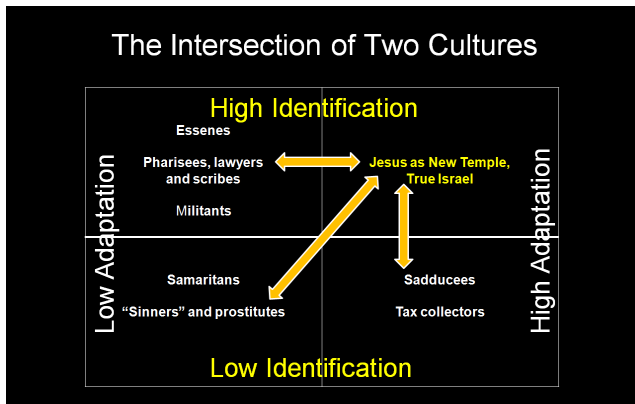 The Intersection of Two Cultures
High Identification
Essenes
Pharisees, lawyers
and scribes
Jesus as New Temple,
True Israel
Militants
Low Adaptation
High Adaptation
Samaritans
Sadducees
“Sinners” and prostitutes
Tax collectors
Low Identification